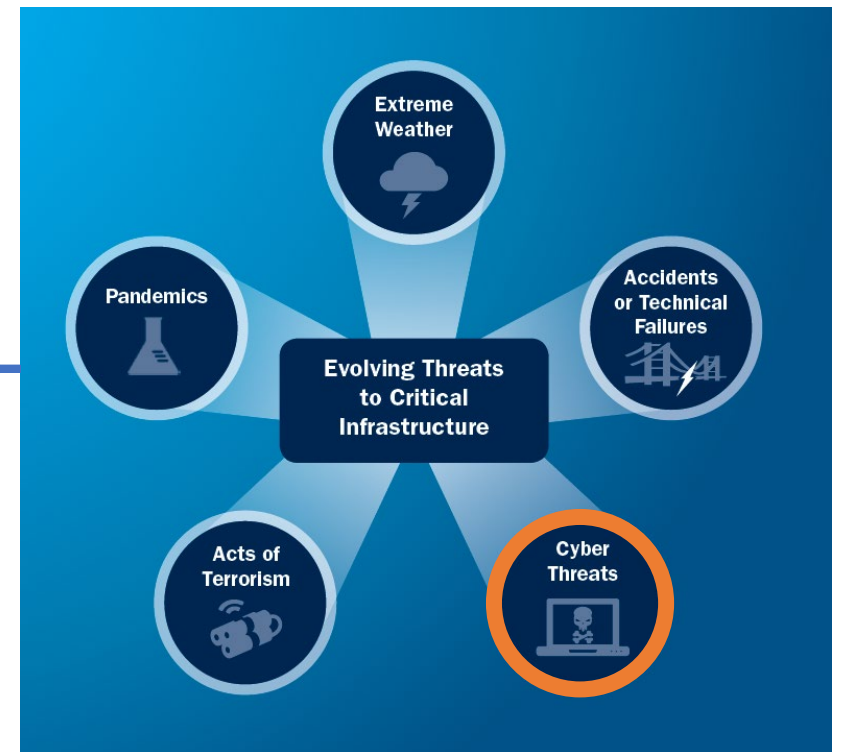 Extreme
Weather
Pandemics
Accidents
or Technical
Failures
Evolving Threats
to Critical
Infrastructure
Acts of
Terrorism
Cyber
Threats